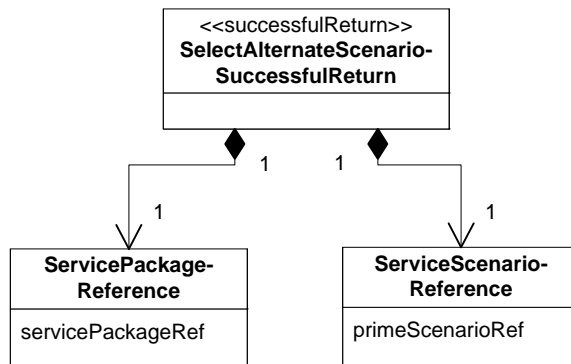 <<successfulReturn>>
SelectAlternateScenario-
SuccessfulReturn
1
1
1
1
ServicePackage-
Reference
servicePackageRef
ServiceScenario-
Reference
primeScenarioRef